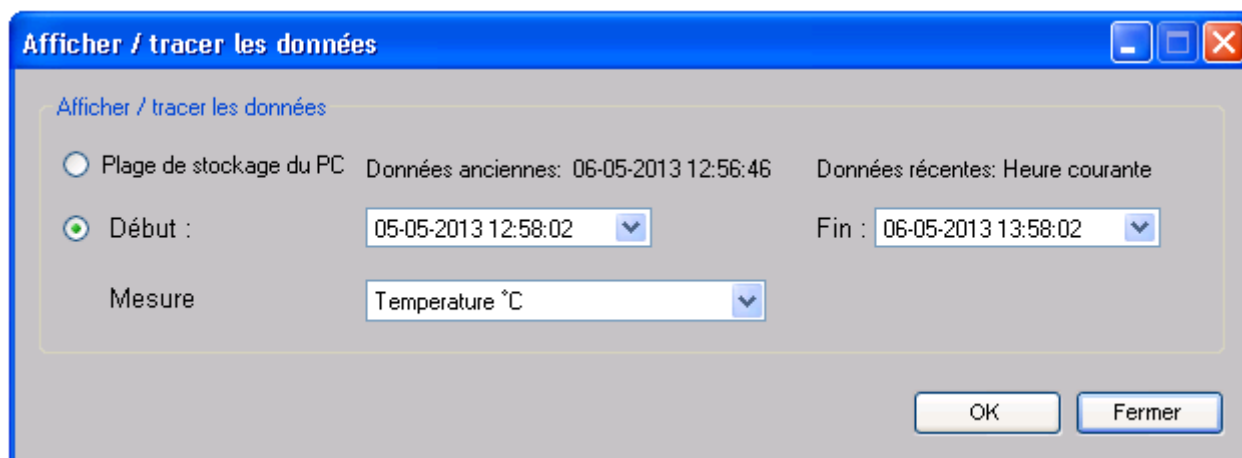 Afficher / tracer les données
Afficher / tracer les données
Plage de stockage du PC Données anciennes: 06-05-2013 12:56:46 Données récentes: Heure courante
Début : 05-05-2013 12:58:02 Fin : 06-05-2013 13:58:02
Mesure Temperature °C
OK Fermer